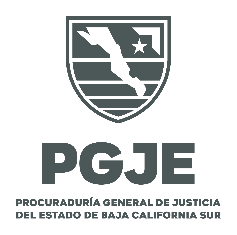 PGJE
PROCURADURÍA GENERAL DE JUSTICIA
DEL ESTADO DE BAJA CALIFORNIA SUR